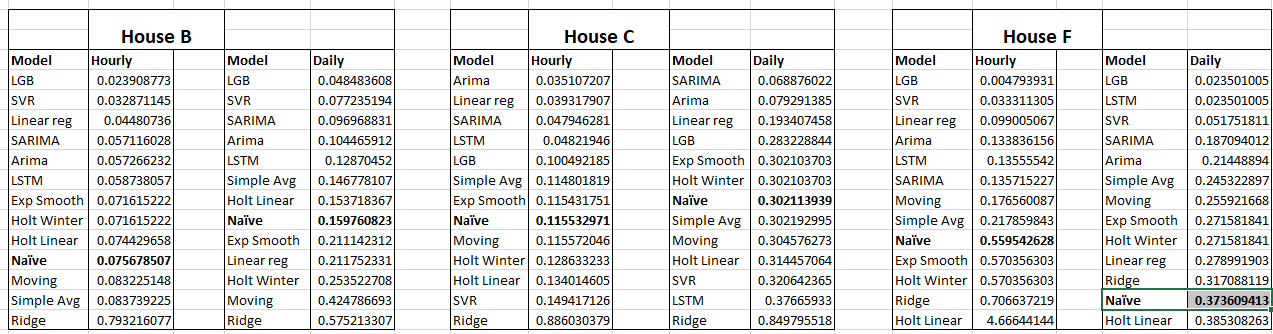 House B House C House F
Model Hourly Model Daily Model Hourly Model Daily Model Hourly Model Daily
LGB 0.023908773 LGB 0.048483608 Arima 0.035107207 SARIMA 0.068876022 LGB 0.004793931 LGB 0.023501005
SVR 0.032871145 SVR 0.077235194 Linear reg 0.039317907 Arima 0.079291385 SVR 0.033311305 LSTM 0.023501005
Linear reg 0.04480736 SARIMA 0.096968831 SARIMA 0.047946281 Linear reg 0.193407458 Linear reg 0.099005067 SVR 0.051751811
SARIMA 0.057116028 Arima 0.104465912 LSTM 0.04821946 LGB 0.283228844 Arima 0.133836156 SARIMA 0.187094012
Arima 0.057266232 LSTM 0.12870452 LGB 0.100492185 Exp Smooth 0.302103703 LSTM 0.13555542 Arima 0.21448894
LSTM 0.058738057 Simple Avg 0.146778107 Simple Avg 0.114801819 Holt Winter 0.302103703 SARIMA 0.135715227 Simple Avg 0.245322897
Exp Smooth 0.071615222 Holt Linear 0.153718367 Exp Smooth 0.115431751 Naïve 0.302113939 Moving 0.176560087 Moving 0.255921668
Holt Winter 0.071615222 Naïve 0.159760823 Naïve 0.115532971 Simple Avg 0.302192995 Simple Avg 0.217859843 Exp Smooth 0.271581841
Holt Linear 0.074429658 Exp Smooth 0.211142312 Moving 0.115572046 Moving 0.304576273 Naïve 0.559542628 Holt Winter 0.271581841
Naïve 0.075678507 Linear reg 0.211752331 Holt Winter 0.128633233 Holt Linear 0.314457064 Exp Smooth 0.570356303 Linear reg 0.278991903
Moving 0.083225148 Holt Winter 0.253522708 Holt Linear 0.134014605 SVR 0.320642365 Holt Winter 0.570356303 Ridge 0.317088119
Simple Avg 0.083739225 Moving 0.424786693 SVR 0.149417126 LSTM 0.37665933 Ridge 0.706637219 Naïve 0.373609413
Ridge 0.793216077 Ridge 0.575213307 Ridge 0.886030379 Ridge 0.849795518 Holt Linear 4.66644144 Holt Linear 0.385308263